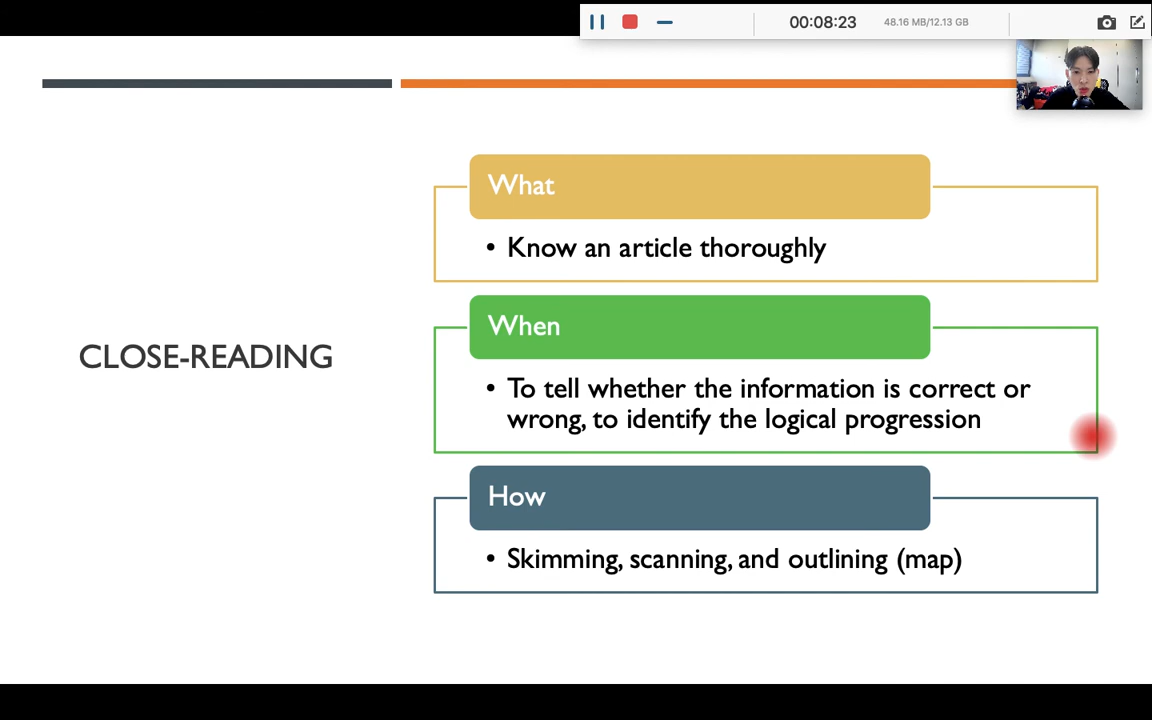 00:08:23
48.16 MB/12.13 GB
What
• Know an article thoroughly
When
CLOSE-READING
• To tell whether the information is correct or
wrong, to identify the logical progression
How
• Skimming, scanning, and outlining (map)